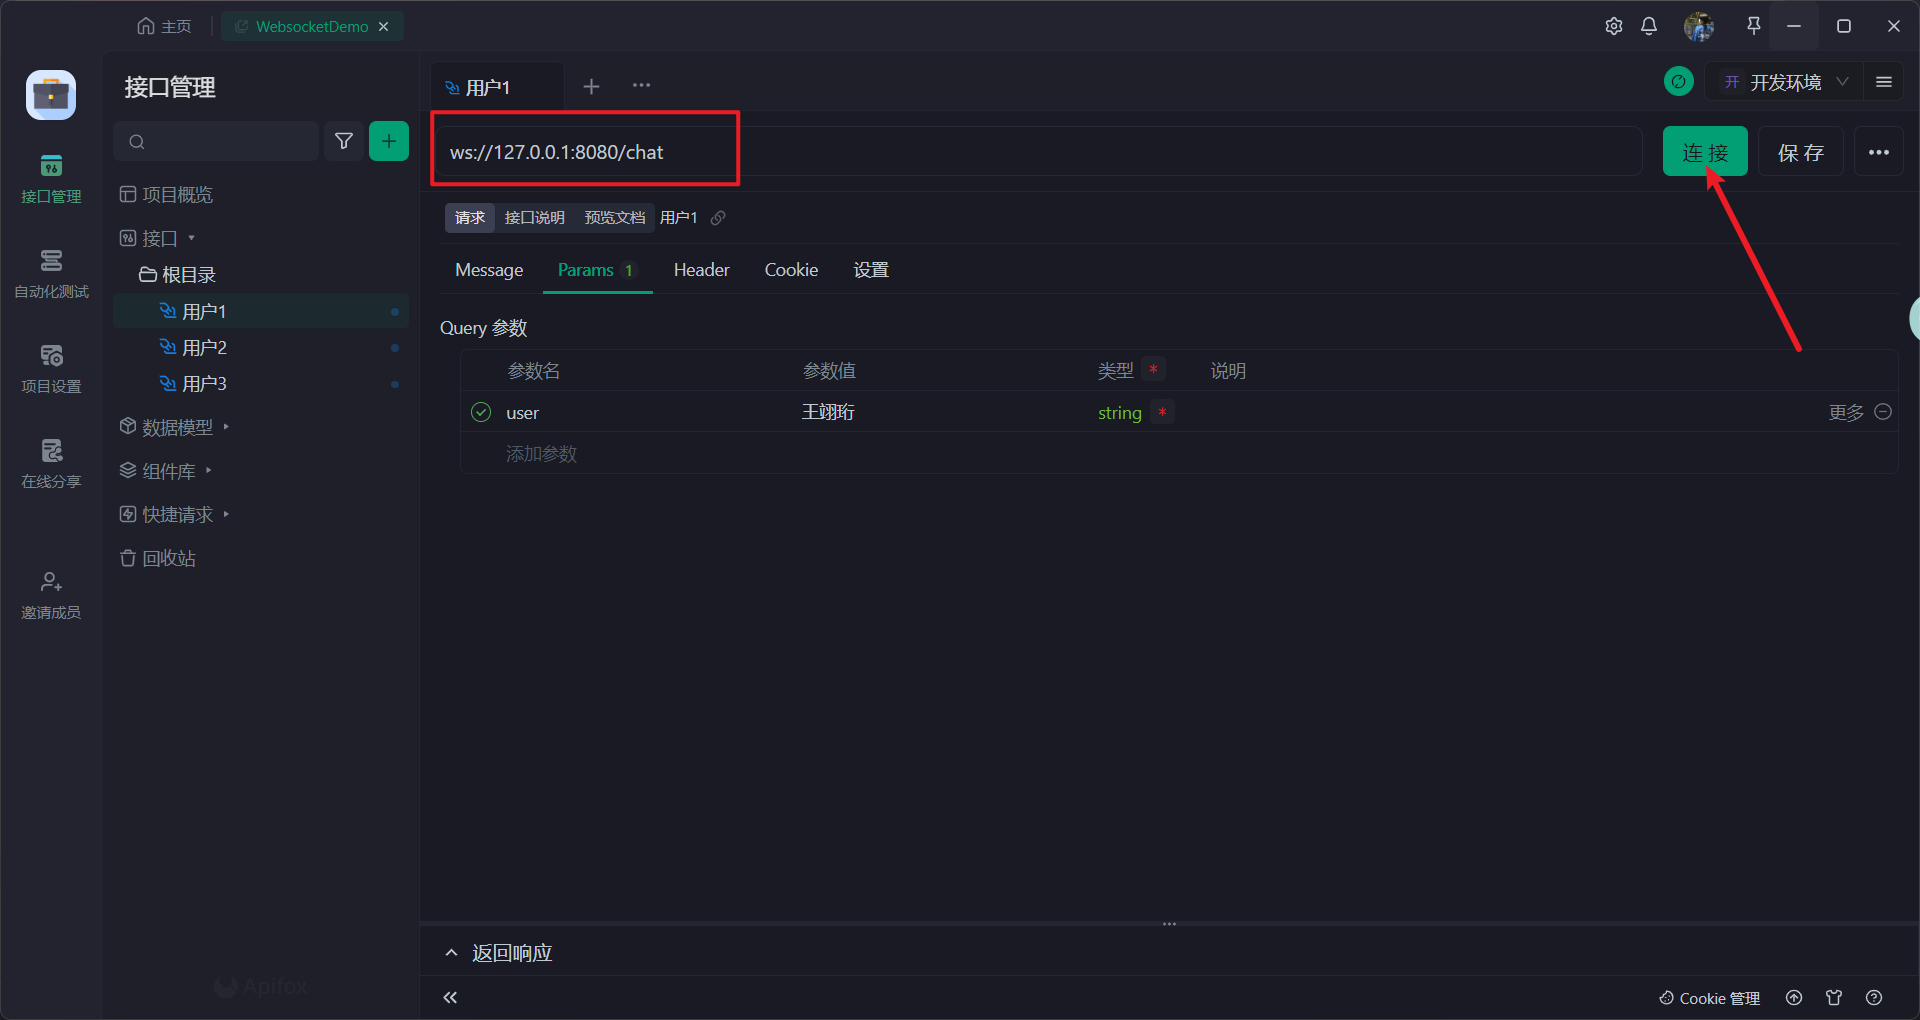 主页
WebsocketDemo
接口管理
用户1
开 开发环境
ws://127.0.0.1:8080/chat
连接
保存
接口管理
自动化测试
项目设置
在线分享
邀请成员
项目概览
接口
根目录
用户1
用户2
用户3
数据模型
组件库
快捷请求
回收站
请求 接口说明 预览文档 用户1
Message Params 1 Header Cookie 设置
Query 参数
参数名 参数值 类型 * 说明
user 王翊珩 string * 更多
添加参数
返回响应
Apifox
Cookie 管理